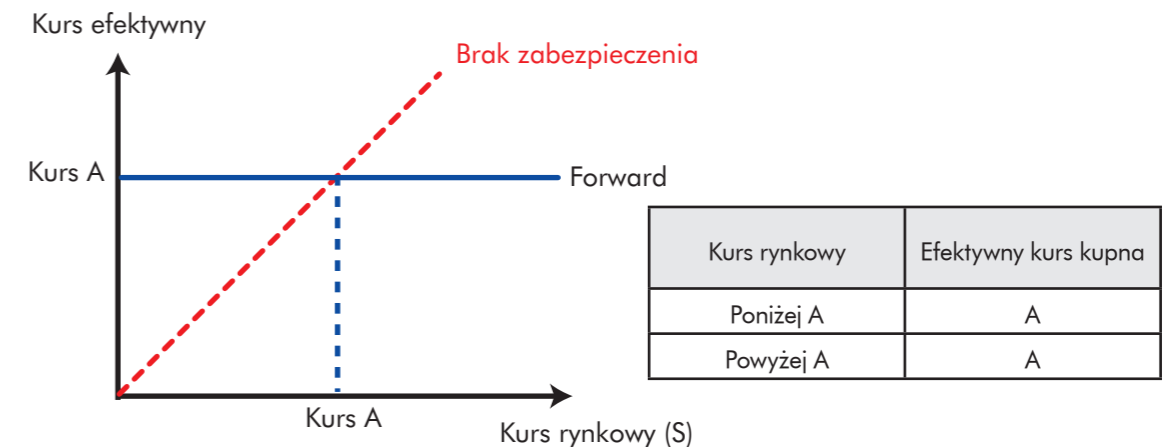 Kurs efektywny
Brak zabezpieczenia
Kurs A
Forward
Kurs A
Kurs rynkowy (S)
Kurs rynkowy Efektywny kurs kupna
Poniżej A A
Powyżej A A